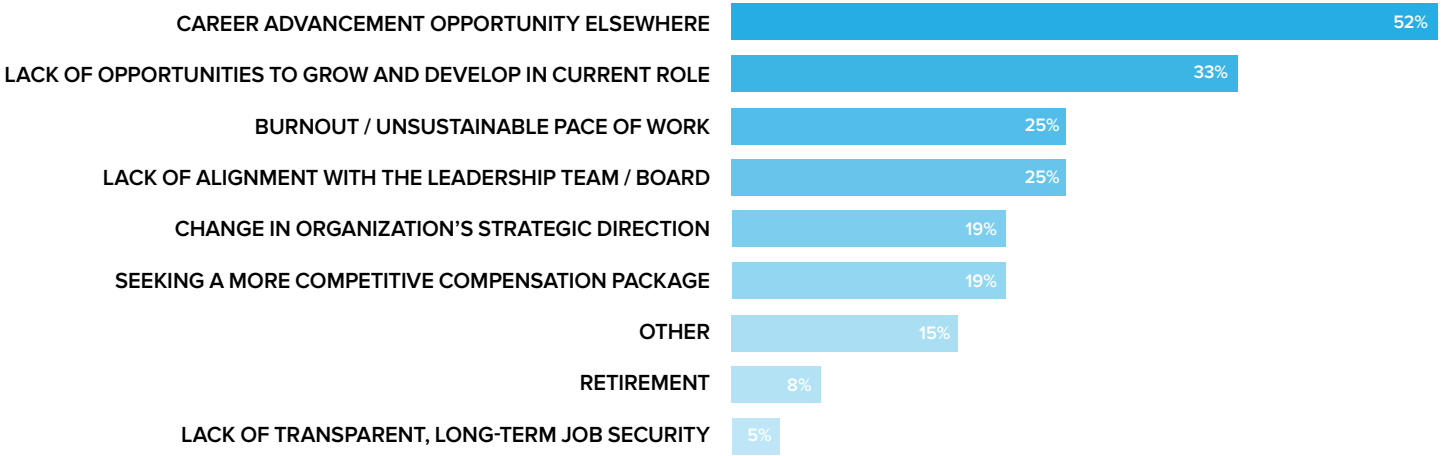 CAREER ADVANCEMENT OPPORTUNITY ELSEWHERE 52%
LACK OF OPPORTUNITIES TO GROW AND DEVELOP IN CURRENT ROLE 33%
BURNOUT / UNSUSTAINABLE PACE OF WORK 25%
LACK OF ALIGNMENT WITH THE LEADERSHIP TEAM / BOARD 25%
CHANGE IN ORGANIZATION’S STRATEGIC DIRECTION 19%
SEEKING A MORE COMPETITIVE COMPENSATION PACKAGE 19%
OTHER 15%
RETIREMENT 8%
LACK OF TRANSPARENT, LONG-TERM JOB SECURITY 5%